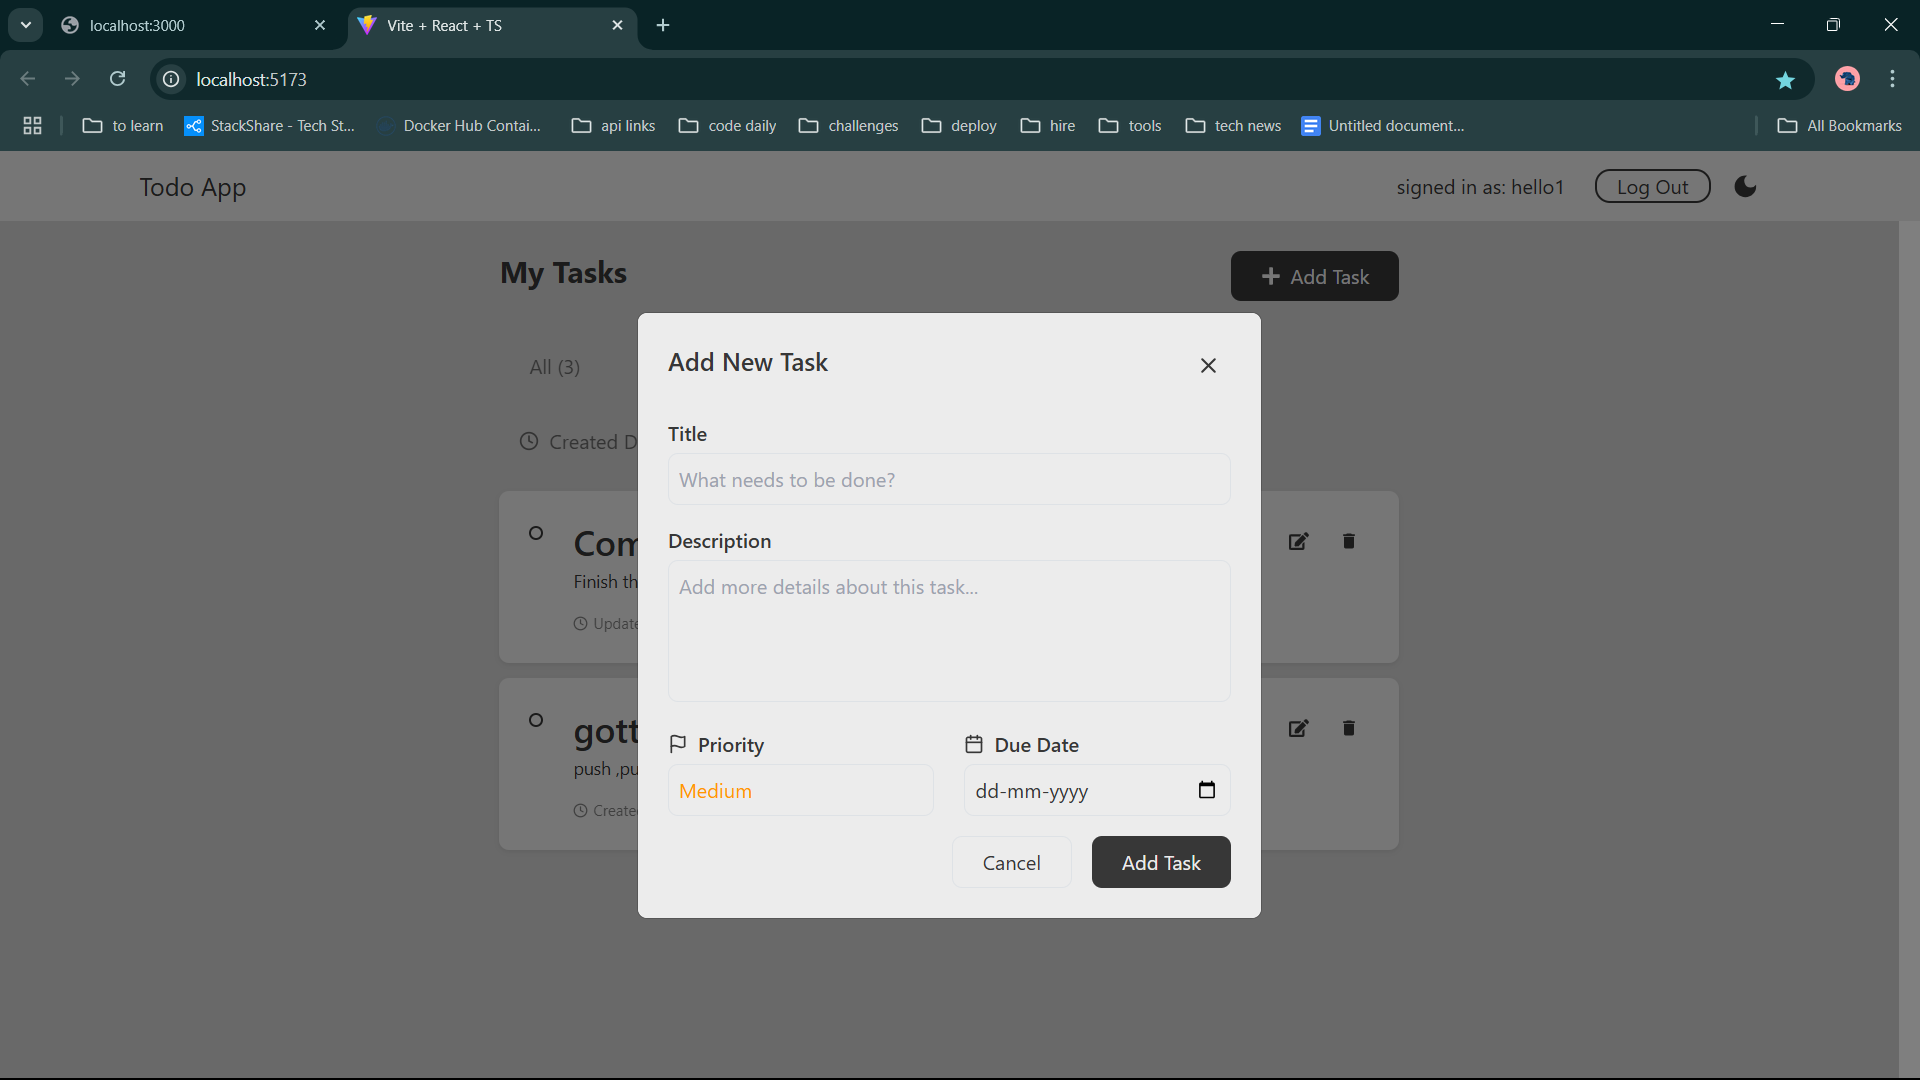 localhost:3000
Vite + React + TS
localhost:5173
to learn
StackShare - Tech St...
Docker Hub Contai...
api links
code daily
challenges
deploy
hire
tools
tech news
Untitled document...
All Bookmarks
Todo App
signed in as: hello1
Log Out
My Tasks
Add Task
All (3)
Created D
Com
Finish th
Update
gott
push ,pu
Create
Add New Task
Title
What needs to be done?
Description
Add more details about this task...
Priority
Due Date
Medium
dd-mm-yyyy
Cancel
Add Task